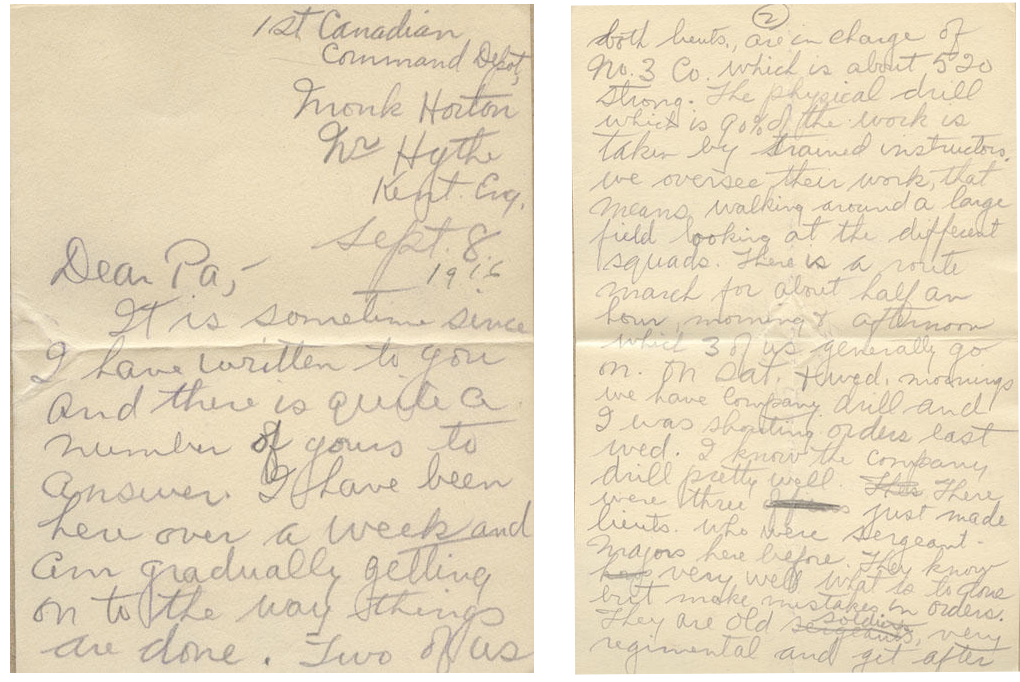 1st Canadian
Command Depot,
Monk Horton
Nr Hythe
Kent. Eng.
Sept. 8.
1916
Dear Pa,-
It is sometime since
I have written to you
and there is quite a
number of yours to
answer. I have been
here over a week and
am gradually getting
on to the way things
are done. Two of us
2
both lieuts., are in charge of
No. 3 Co. which is about 520
strong. The physical drill
which is 90% of the work is
taken by trained instructors.
we oversee their work, that
means walking around a large
field looking at the different
squads. There is a route
march for about half an
hour, morning & afternoon
which 3 of us generally go
on. On Sat. & wed. mornings
we have company drill and
I was shouting orders last
wed. I know the company
drill pretty well. There
were three just made
lieuts. who were sergeant-
majors here before. They know
very well what is to done
but make mistakes in orders.
They are old sergeants soldiers, very
regimental and get after